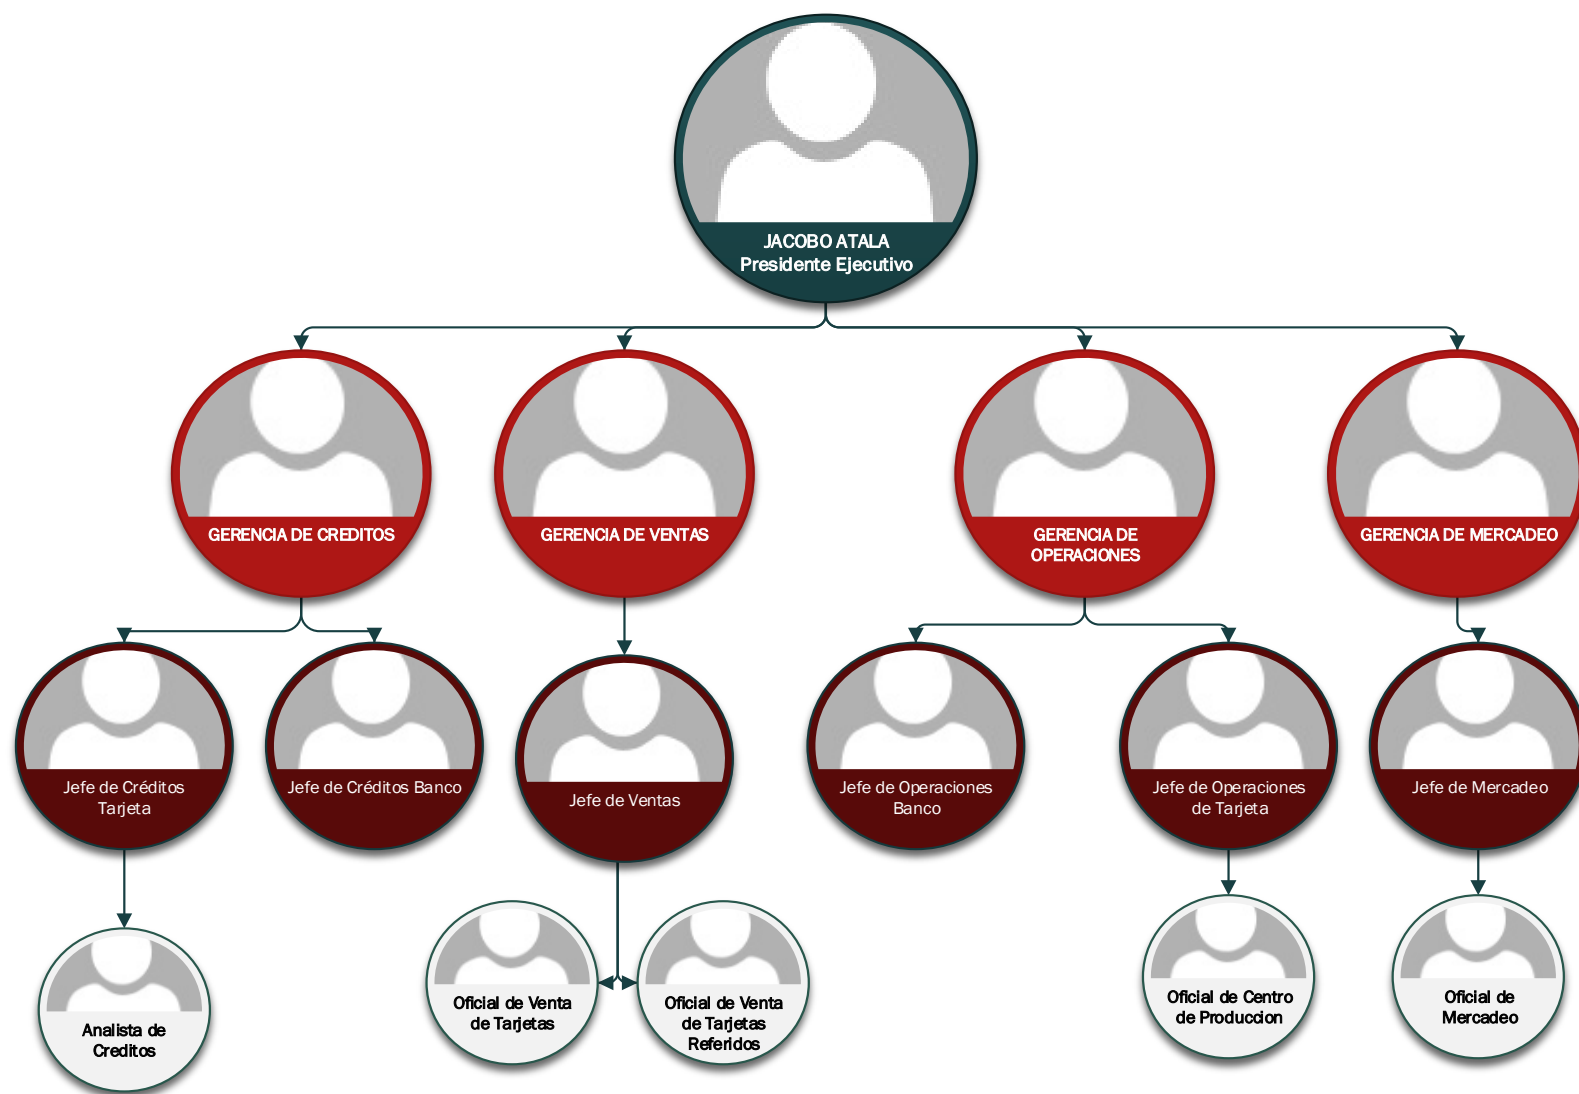 JACOBO ATALA
Presidente Ejecutivo
GERENCIA DE CREDITOS
GERENCIA DE VENTAS
GERENCIA DE
OPERACIONES
GERENCIA DE MERCADEO
Jefe de Créditos
Tarjeta
Jefe de Créditos Banco
Jefe de Ventas
Jefe de Operaciones
Banco
Jefe de Operaciones
de Tarjeta
Jefe de Mercadeo
Analista de
Creditos
Oficial de Venta
de Tarjetas
Oficial de Venta
de Tarjetas
Referidos
Oficial de Centro
de Produccion
Oficial de
Mercadeo